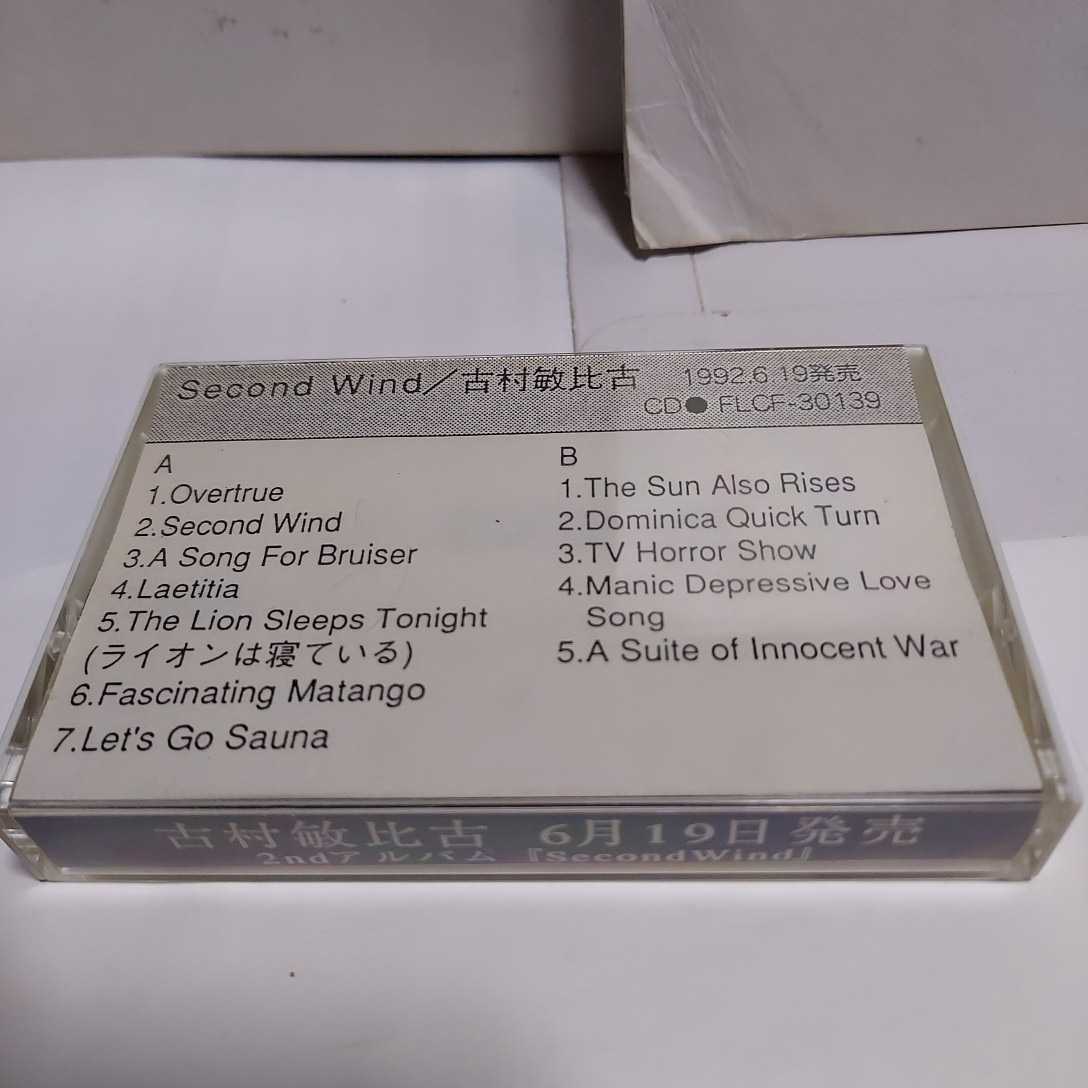 Second Wind／古村敏比古 1992.6 19発売
CD● FLCF-30139
A
1.Overtrue
2.Second Wind
3.A Song For Bruiser
4.Laetitia
5.The Lion Sleeps Tonight
(ライオンは寝ている)
6.Fascinating Matango
7.Let's Go Sauna
B
1.The Sun Also Rises
2.Dominica Quick Turn
3.TV Horror Show
4.Manic Depressive Love
Song
5.A Suite of Innocent War
古村敏比古 6月19日発売
2ndアルバム『SecondWind』